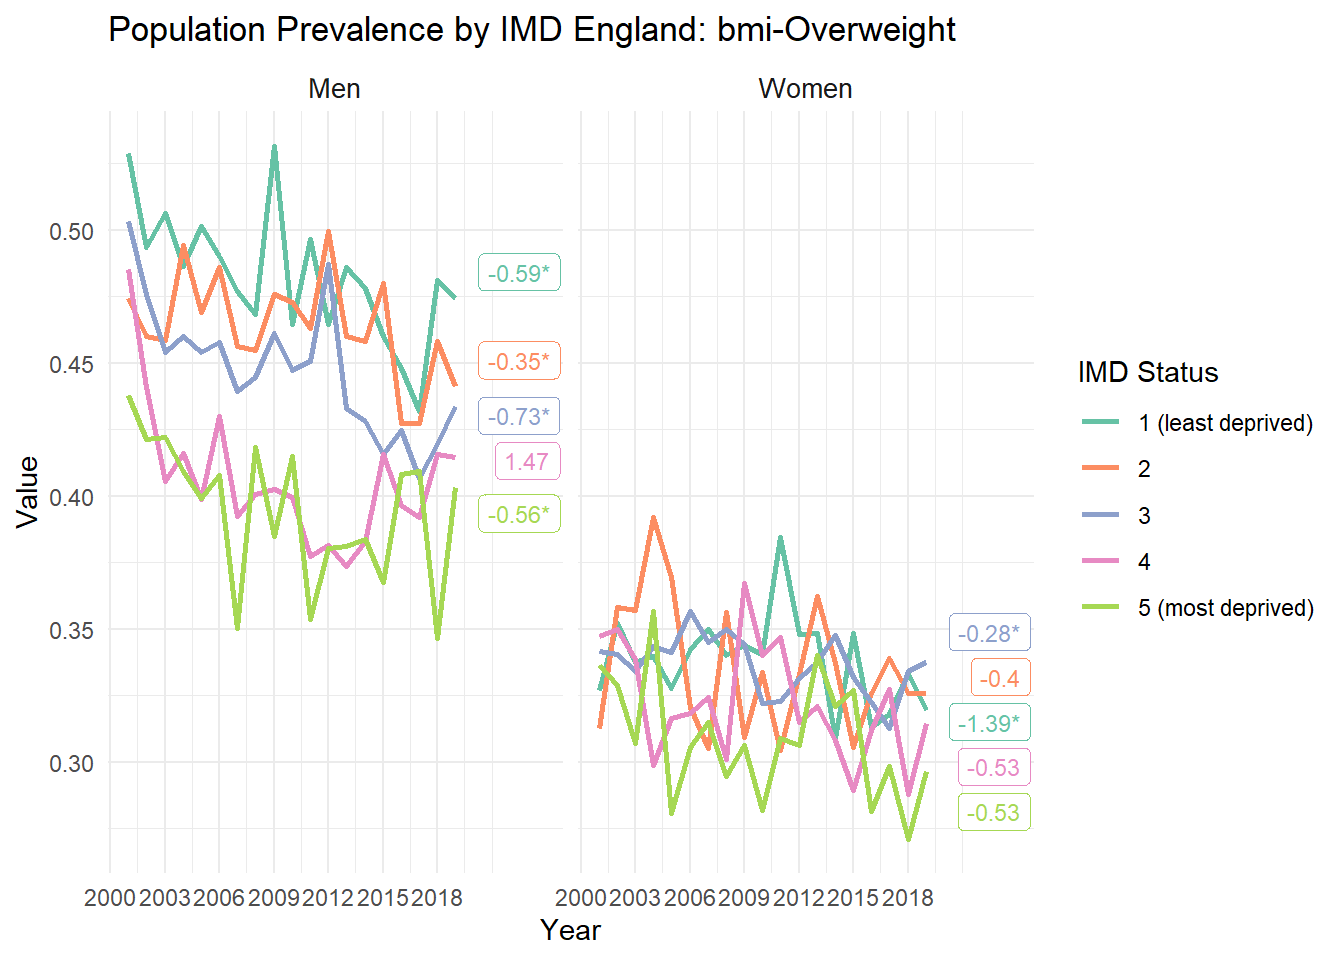 Population Prevalence by IMD England: bmi-Overweight
Men
Women
Value
0.50
0.45
0.40
0.35
0.30
-0.59*
-0.35*
-0.73*
1.47
-0.56*
-0.28*
-0.4
-1.39*
-0.53
-0.53
2000 2003 2006 2009 2012 2015 2018
2000 2003 2006 2009 2012 2015 2018
Year
IMD Status
1 (least deprived)
2
3
4
5 (most deprived)